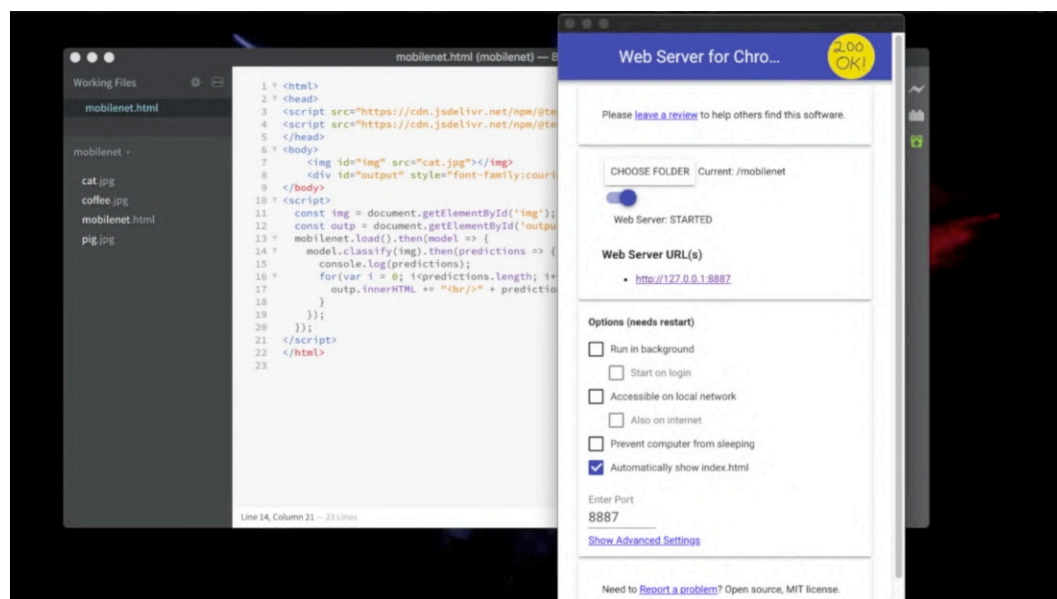 mobilenet.html (mobilenet) —
Working Files
mobilenet.html
mobilenet
cat.jpg
coffee.jpg
mobilenet.html
pig.jpg
1 <html>
2 <head>
3 <script src="https://cdn.jsdelivr.net/npm/@te
4 <script src="https://cdn.jsdelivr.net/npm/@te
5 </head>
6 <body>
7 <img id="img" src="cat.jpg"></img>
8 <div id="output" style="font-family:couri
9 </body>
10 <script>
11 const img = document.getElementById('img');
12 const outp = document.getElementById('outpu
13 mobilenet.load().then(model => {
14 model.classify(img).then(predictions => {
15 console.log(predictions);
16 for(var i = 0; i<predictions.length; i+
17 outp.innerHTML += "<br/>" + predictio
18 }
19 });
20 });
21 </script>
22 </html>
23
Line 14, Column 21 — 23 Lines
Web Server for Chro...
200
OK!
Please leave a review to help others find this software.
CHOOSE FOLDER Current: /mobilenet
Web Server: STARTED
Web Server URL(s)
• http://127.0.0.1:8887
Options (needs restart)
Run in background
Start on login
Accessible on local network
Also on internet
Prevent computer from sleeping
Automatically show index.html
Enter Port
8887
Show Advanced Settings
Need to Report a problem? Open source, MIT license.